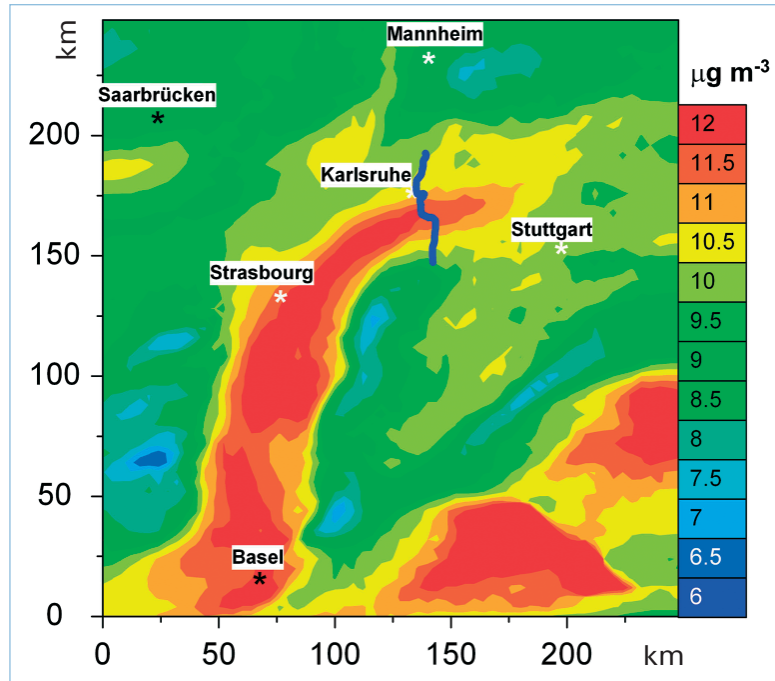 km
Mannheim
*
μg m-3
Saarbrücken
*
12
200
11.5
Karlsruhe
*
11
150
Stuttgart
*
10.5
Strasbourg
*
10
9.5
100
9
8.5
8
50
7.5
7
Basel
*
6.5
0
6
0 50 100 150 200 km